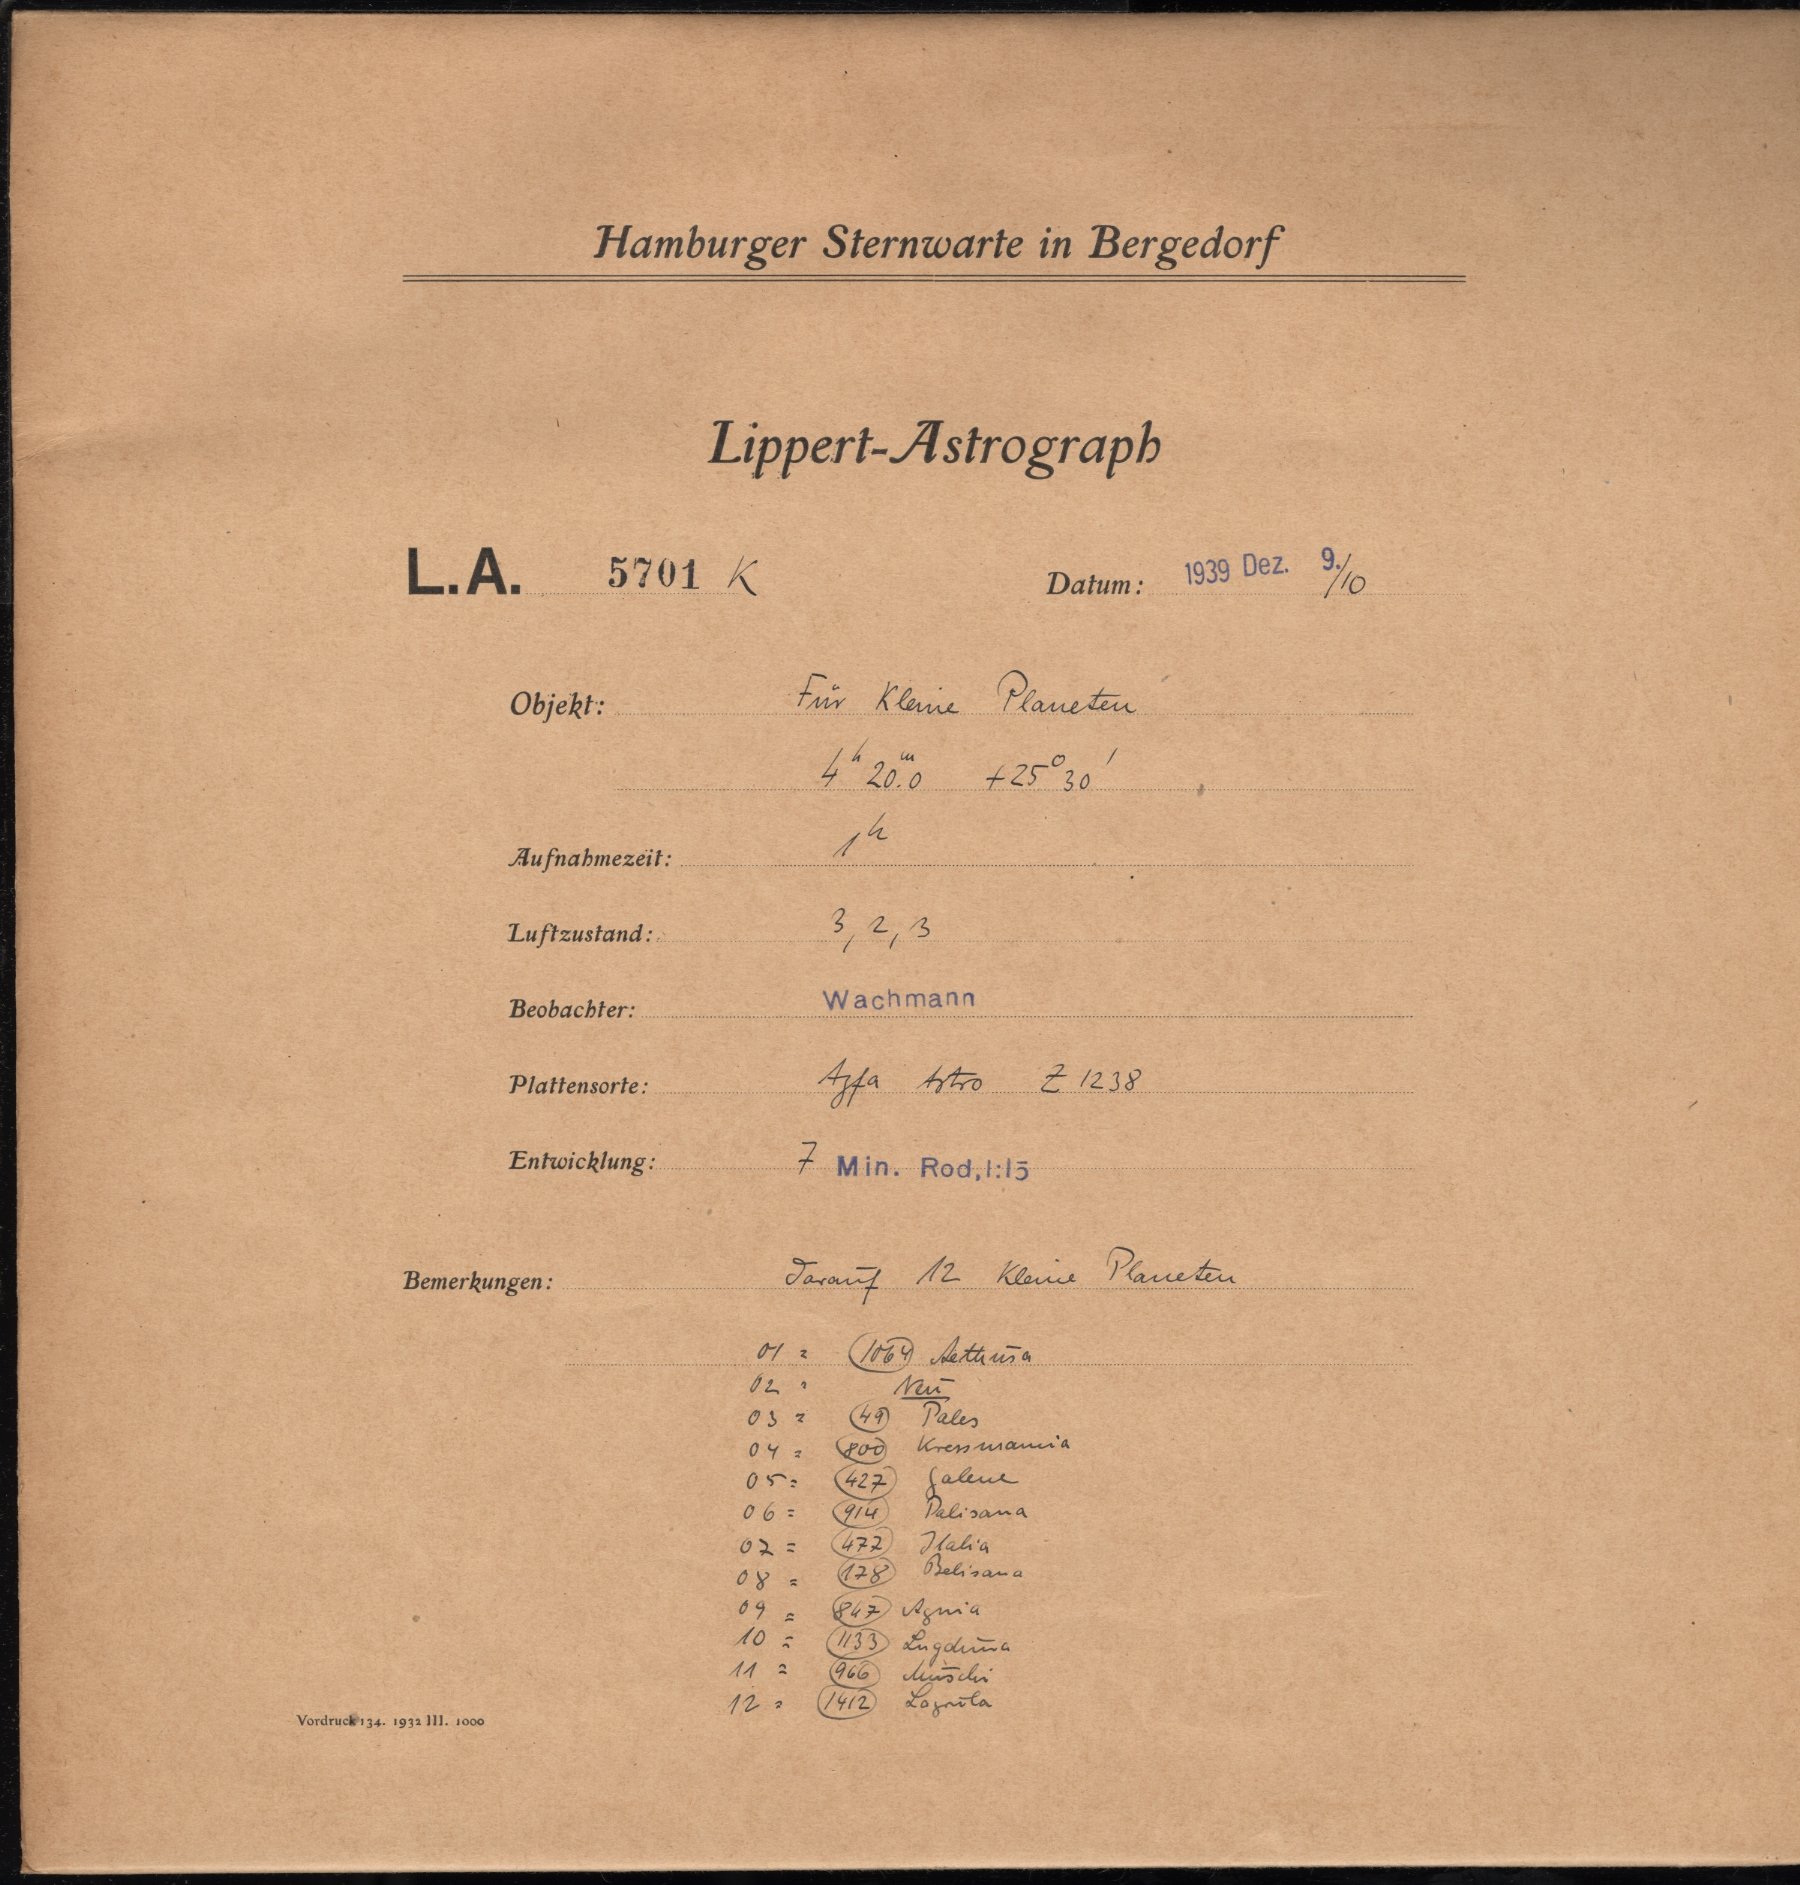 Hamburger Sternwarte in Bergedorf
Lippert-Astrograph
L.A. 5701 K Datum: 1939 Dez. 9./10
Objekt: Für Kleine Planeten
4h 20m.0 +25° 30'
Aufnahmezeit: 1h
Luftzustand: 3, 2, 3
Beobachter: Wachmann
Plattensorte: Agfa Astro Z 1238
Entwicklung: 7 Min. Rod, 1:15
Bemerkungen: Darauf 12 Kleine Planeten
01 = 1064 Aethusa
02 = Neu
03 = 49 Pales
04 = 800 Kressmannia
05 = 427 Galene
06 = 914 Palisana
07 = 477 Italia
08 = 178 Belisana
09 = 847 Agnia
10 = 1133 Lugduna
11 = 966 Muschi
12 = 1412 Lagrula
Vordruck 134. 1932 III. 1000